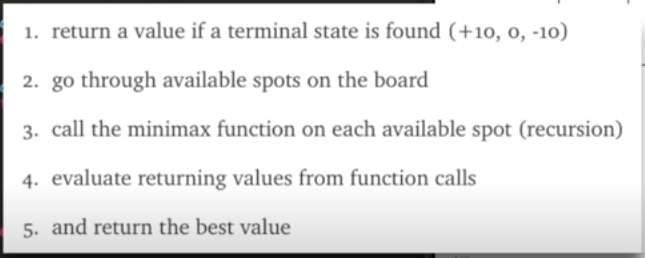 1. return a value if a terminal state is found (+10, 0, -10)
2. go through available spots on the board
3. call the minimax function on each available spot (recursion)
4. evaluate returning values from function calls
5. and return the best value